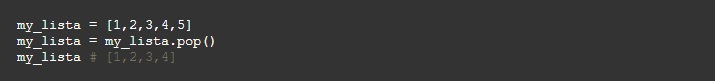 my_lista = [1,2,3,4,5]
my_lista = my_lista.pop()
my_lista # [1,2,3,4]